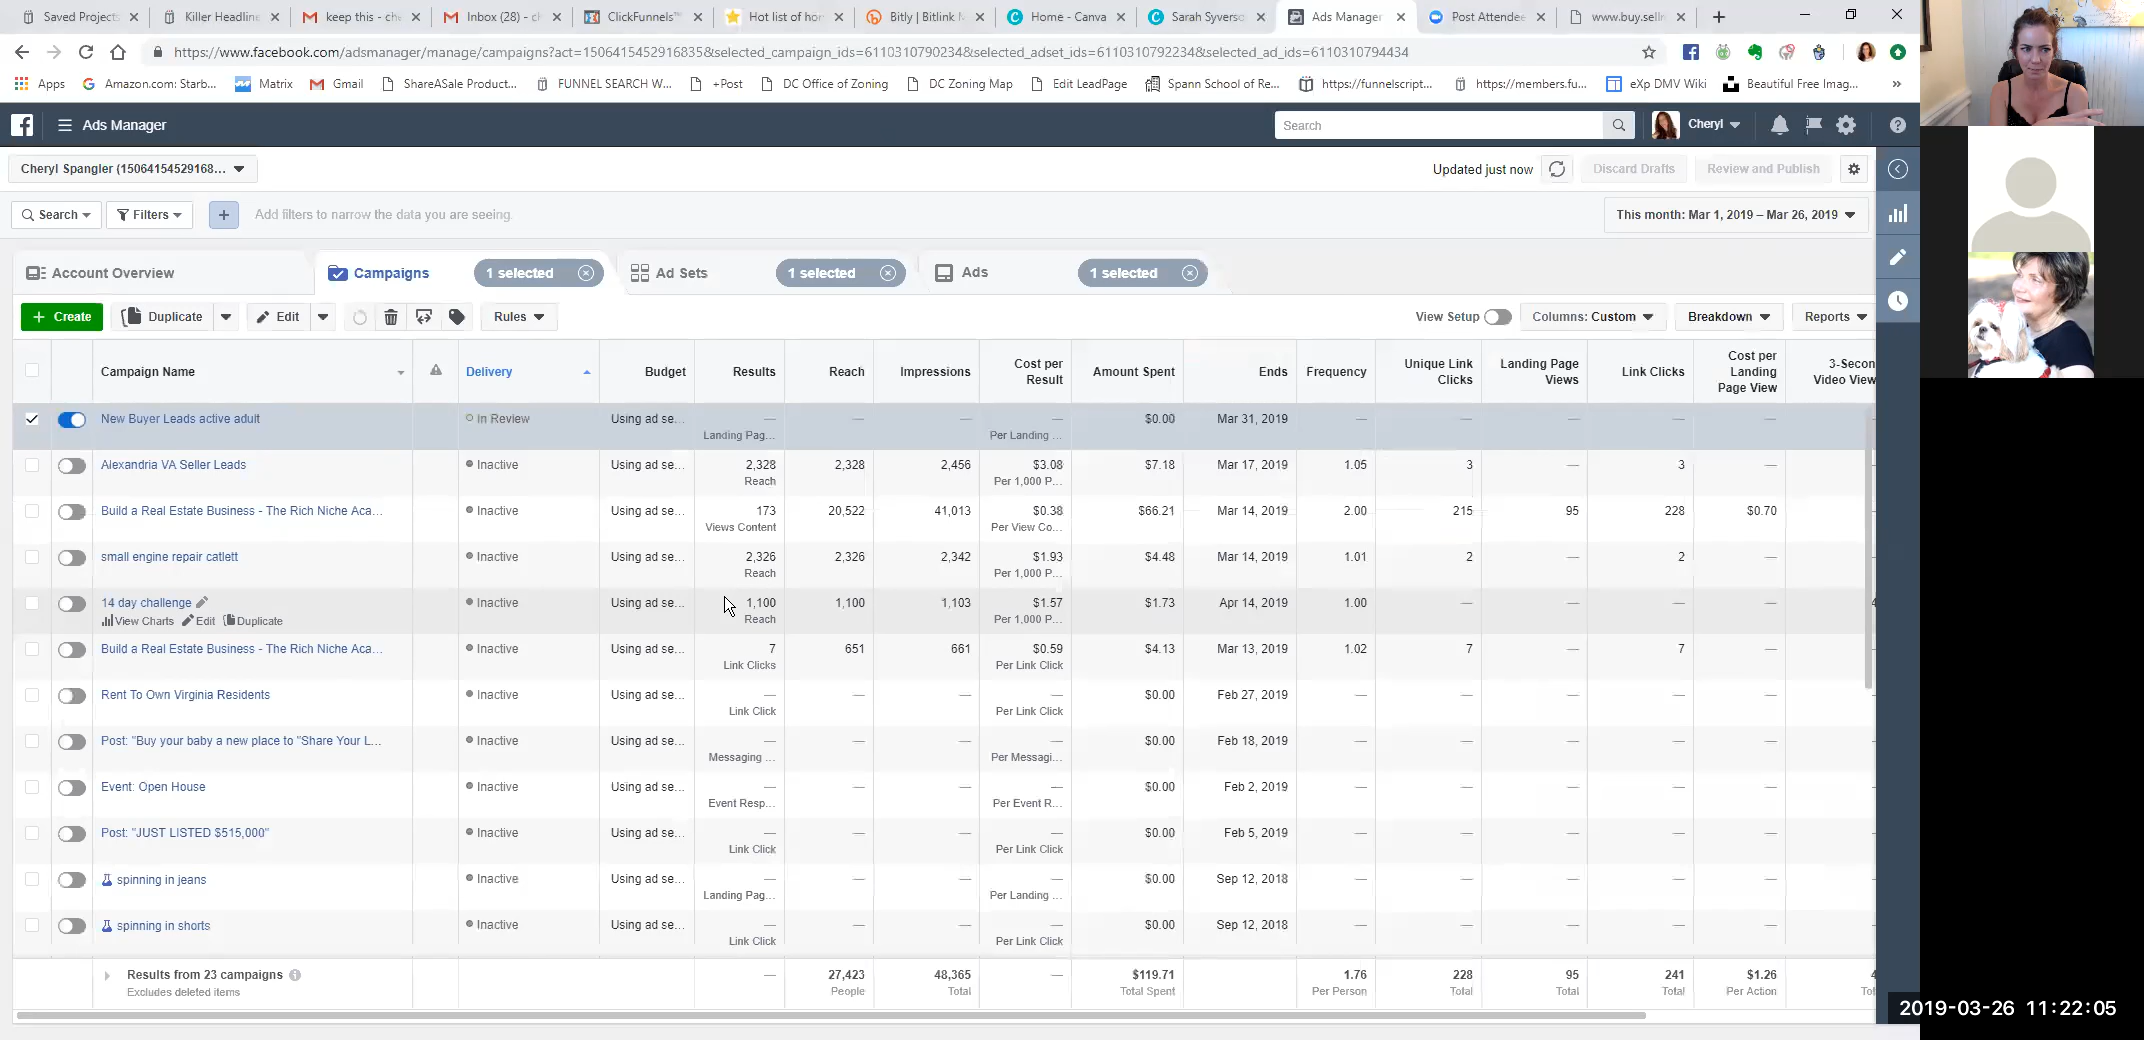 Saved Projects
Killer Headline
keep this - che
Inbox (28) - ch
ClickFunnels™
Hot list of hom
Bitly | Bitlink M
Home - Canva
Sarah Syverso
Ads Manager
Post Attendee
www.buy.selln
https://www.facebook.com/adsmanager/manage/campaigns?act=1506415452916835&selected_campaign_ids=6110310790234&selected_adset_ids=6110310792234&selected_ad_ids=6110310794434
Apps
Amazon.com: Starb...
Matrix
Gmail
ShareASale Product...
FUNNEL SEARCH W...
+Post
DC Office of Zoning
DC Zoning Map
Edit LeadPage
Spann School of Re...
https://funnelscript...
https://members.fu...
eXp DMV Wiki
Beautiful Free Imag...
»
Ads Manager
Search
Cheryl
Cheryl Spangler (15064154529168...
Updated just now
Discard Drafts
Review and Publish
Search
Filters
Add filters to narrow the data you are seeing.
This month: Mar 1, 2019 – Mar 26, 2019
Account Overview
Campaigns
1 selected
Ad Sets
1 selected
Ads
1 selected
+ Create
Duplicate
Edit
Rules
View Setup
Columns: Custom
Breakdown
Reports
Campaign Name
Delivery
Budget
Results
Reach
Impressions
Cost per Result
Amount Spent
Ends
Frequency
Unique Link Clicks
Landing Page Views
Link Clicks
Cost per Landing Page View
3-Secon
Video View
New Buyer Leads active adult In Review Using ad se... — — — — $0.00 Mar 31, 2019 — — — — —
Landing Pag... Per Landing ...
Alexandria VA Seller Leads Inactive Using ad se... 2,328 2,328 2,456 $3.08 $7.18 Mar 17, 2019 1.05 3 — 3 —
Reach Per 1,000 P...
Build a Real Estate Business - The Rich Niche Aca... Inactive Using ad se... 173 20,522 41,013 $0.38 $66.21 Mar 14, 2019 2.00 215 95 228 $0.70
Views Content Per View Co...
small engine repair catlett Inactive Using ad se... 2,326 2,326 2,342 $1.93 $4.48 Mar 14, 2019 1.01 2 — 2 —
Reach Per 1,000 P...
14 day challenge Inactive Using ad se... 1,100 1,100 1,103 $1.57 $1.73 Apr 14, 2019 1.00 — — — — 4
View Charts Edit Duplicate Reach Per 1,000 P...
Build a Real Estate Business - The Rich Niche Aca... Inactive Using ad se... 7 651 661 $0.59 $4.13 Mar 13, 2019 1.02 7 — 7 —
Link Clicks Per Link Click
Rent To Own Virginia Residents Inactive Using ad se... — — — — $0.00 Feb 27, 2019 — — — — —
Link Click Per Link Click
Post: "Buy your baby a new place to "Share Your L... Inactive Using ad se... — — — — $0.00 Feb 18, 2019 — — — — —
Messaging ... Per Messagi...
Event: Open House Inactive Using ad se... — — — — $0.00 Feb 2, 2019 — — — — —
Event Resp... Per Event R...
Post: "JUST LISTED $515,000" Inactive Using ad se... — — — — $0.00 Feb 5, 2019 — — — — —
Link Click Per Link Click
spinning in jeans Inactive Using ad se... — — — — $0.00 Sep 12, 2018 — — — — —
Landing Pag... Per Landing ...
spinning in shorts Inactive Using ad se... — — — — $0.00 Sep 12, 2018 — — — — —
Link Click Per Link Click
Results from 23 campaigns — 27,423 48,365 — $119.71 1.76 228 95 241 $1.26 4
Excludes deleted items People Total Total Spent Per Person Total Total Total Per Action Tot
2019-03-26 11:22:05